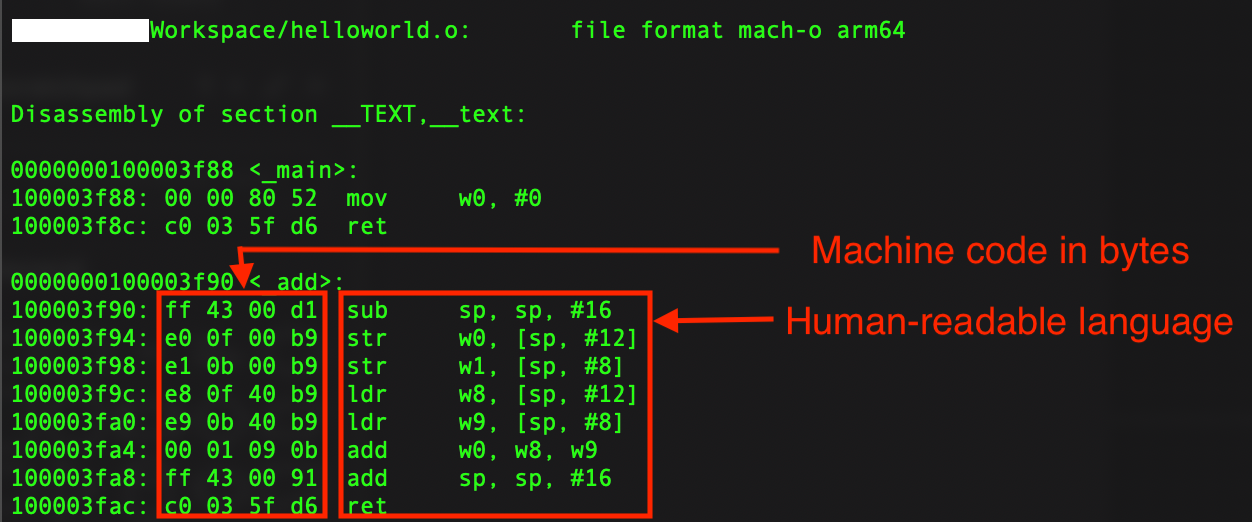 Workspace/helloworld.o: file format mach-o arm64
Disassembly of section __TEXT,__text:
0000000100003f88 <_main>:
100003f88: 00 00 80 52 mov w0, #0
100003f8c: c0 03 5f d6 ret
Machine code in bytes
0000000100003f90 <_add>:
100003f90: ff 43 00 d1 sub sp, sp, #16
Human-readable language
100003f94: e0 0f 00 b9 str w0, [sp, #12]
100003f98: e1 0b 00 b9 str w1, [sp, #8]
100003f9c: e8 0f 40 b9 ldr w8, [sp, #12]
100003fa0: e9 0b 40 b9 ldr w9, [sp, #8]
100003fa4: 00 01 09 0b add w0, w8, w9
100003fa8: ff 43 00 91 add sp, sp, #16
100003fac: c0 03 5f d6 ret